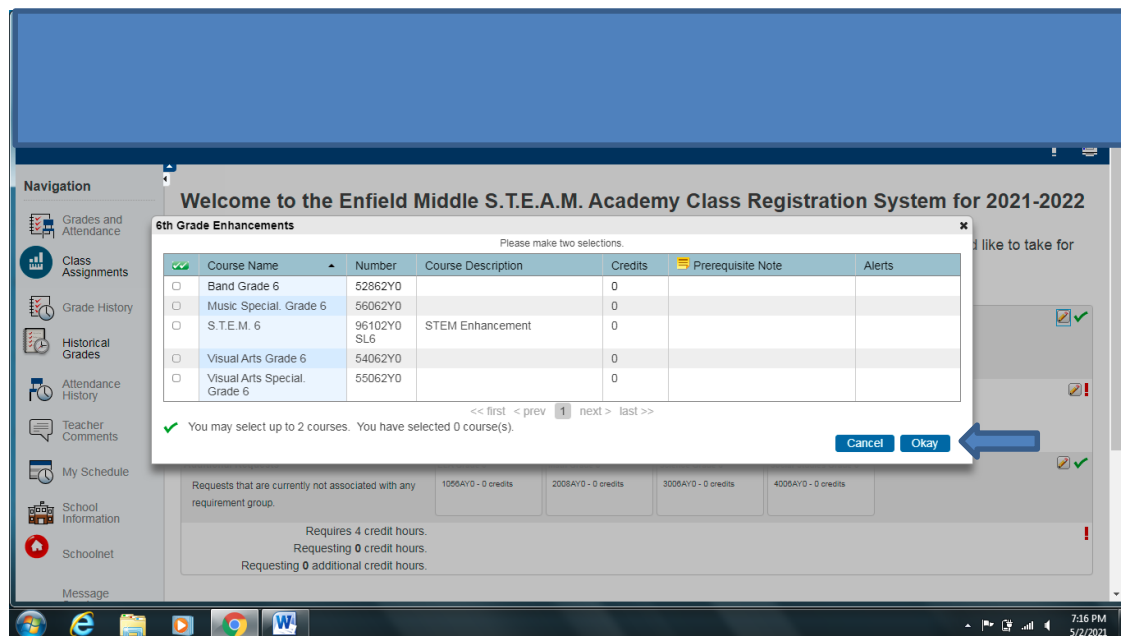 Navigation
Grades and
Attendance
Class
Assignments
Grade History
Historical
Grades
Attendance
History
Teacher
Comments
My Schedule
School
Information
Schoolnet
Message
Welcome to the Enfield Middle S.T.E.A.M. Academy Class Registration System for 2021-2022
d like to take for
6th Grade Enhancements
Please make two selections.
Course Name Number Course Description Credits Prerequisite Note Alerts
Band Grade 6 52862Y0 0
Music Special. Grade 6 56062Y0 0
S.T.E.M. 6 96102Y0 STEM Enhancement 0
SL6
Visual Arts Grade 6 54062Y0 0
Visual Arts Special. 55062Y0 0
Grade 6
<< first < prev 1 next > last >>
You may select up to 2 courses. You have selected 0 course(s).
Cancel Okay
Requests that are currently not associated with any
requirement group.
1056AY0 - 0 credits 2008AY0 - 0 credits 3006AY0 - 0 credits 4005AY0 - 0 credits
Requires 4 credit hours.
Requesting 0 credit hours.
Requesting 0 additional credit hours.
7:16 PM
5/2/2021